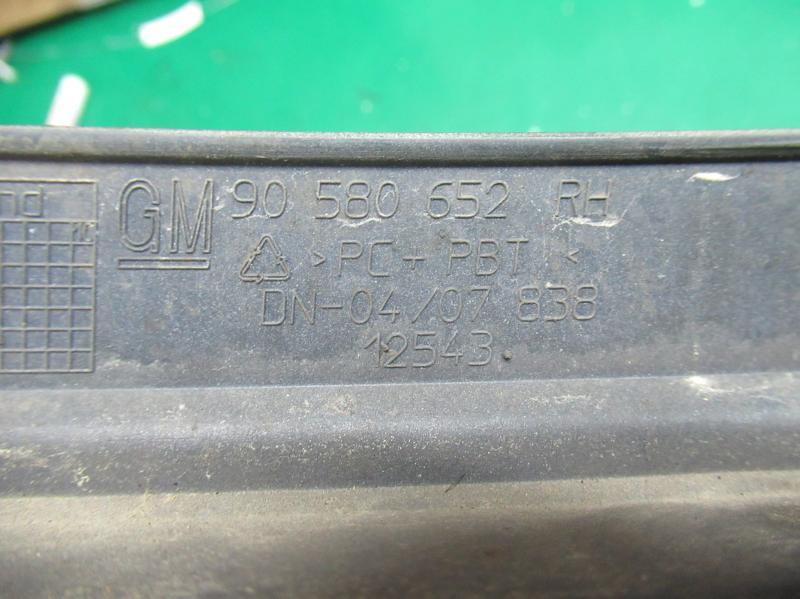 GM 90 580 652 RH
>PC+ PBT<
DN-04/07 838
12543